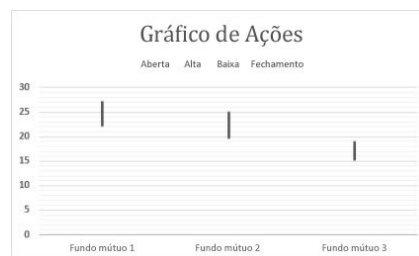 Gráfico de Ações
Aberta Alta Baixa Fechamento
30
25
20
15
10
5
0
Fundo mútuo 1 Fundo mútuo 2 Fundo mútuo 3